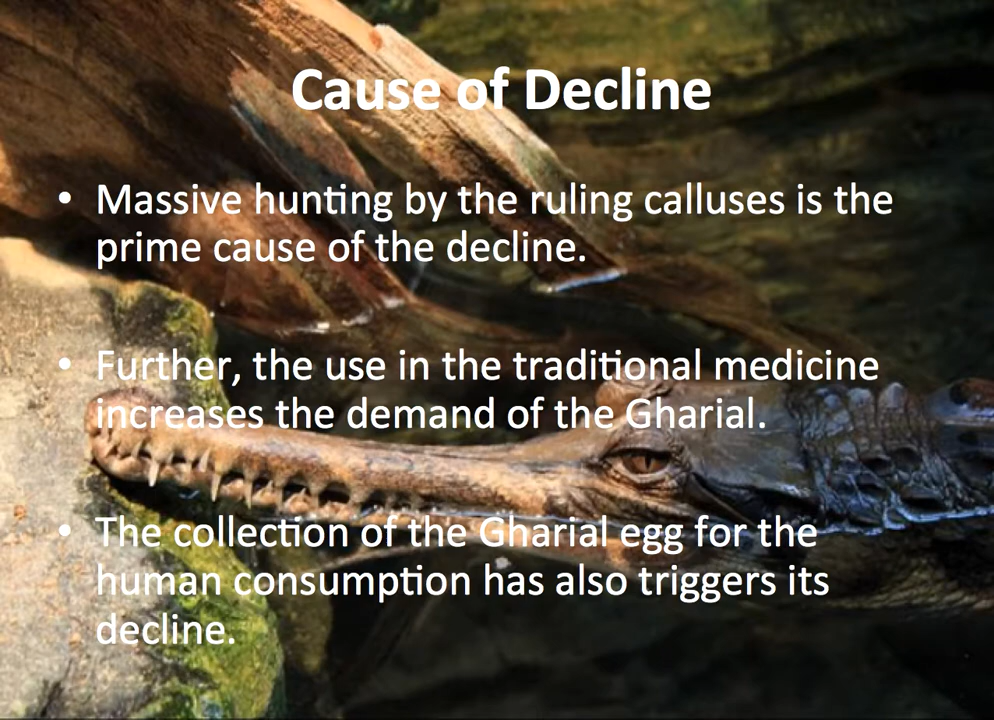 Cause of Decline
• Massive hunting by the ruling calluses is the
prime cause of the decline.
• Further, the use in the traditional medicine
increases the demand of the Gharial.
• The collection of the Gharial egg for the
human consumption has also triggers its
decline.